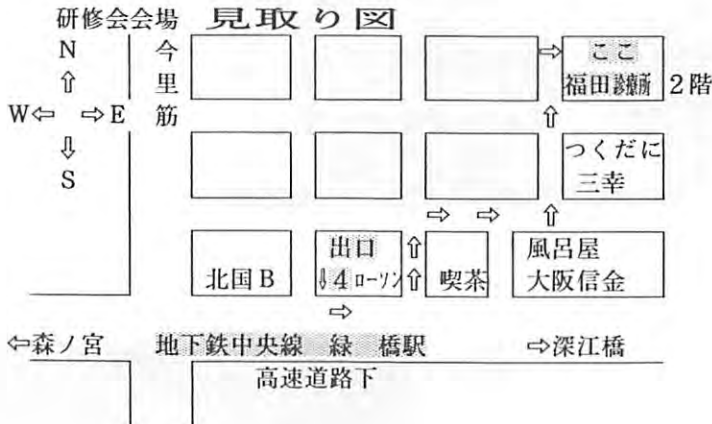 研修会会場 見取り図
N
⇧
W⇦ ⇨E
⇩
S
今里筋
⇨ ここ
福田診療所 2階
⇧
つくだに
三幸
⇨ ⇨ ⇧
北国B
出口 ⇧
⇩4 ローソン ⇧
喫茶
風呂屋
大阪信金
⇨
⇦森ノ宮 地下鉄中央線 緑 橋駅 ⇨深江橋
高速道路下